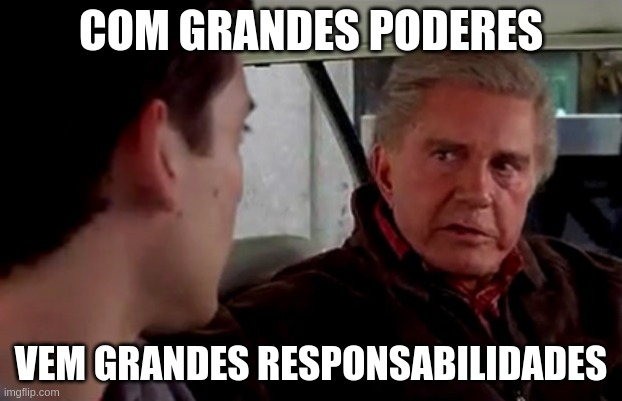 COM GRANDES PODERES
VEM GRANDES RESPONSABILIDADES
imgflip.com